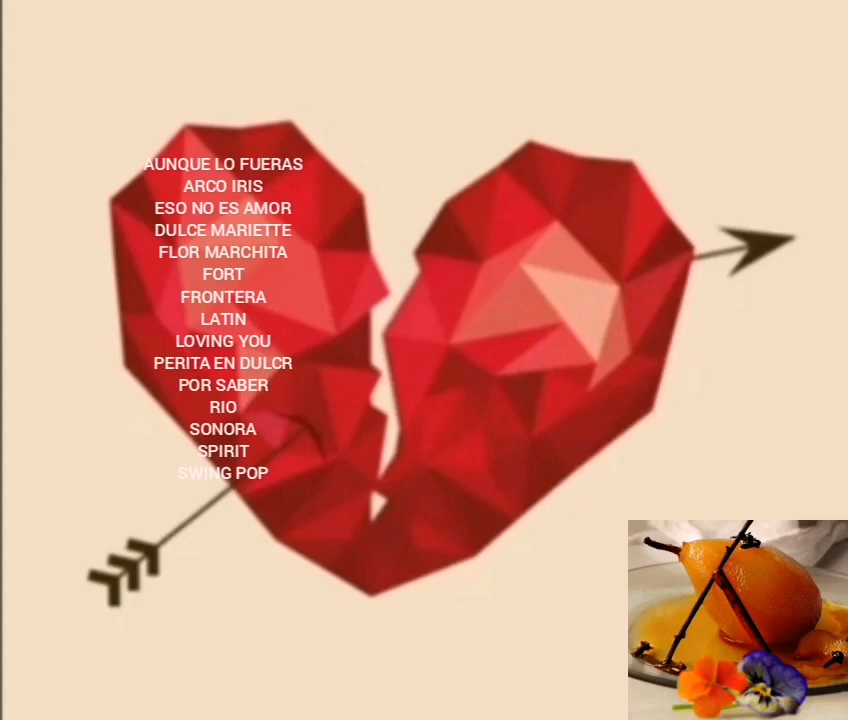 AUNQUE LO FUERAS
ARCO IRIS
ESO NO ES AMOR
DULCE MARIETTE
FLOR MARCHITA
FORT
FRONTERA
LATIN
LOVING YOU
PERITA EN DULCR
POR SABER
RIO
SONORA
SPIRIT
SWING POP